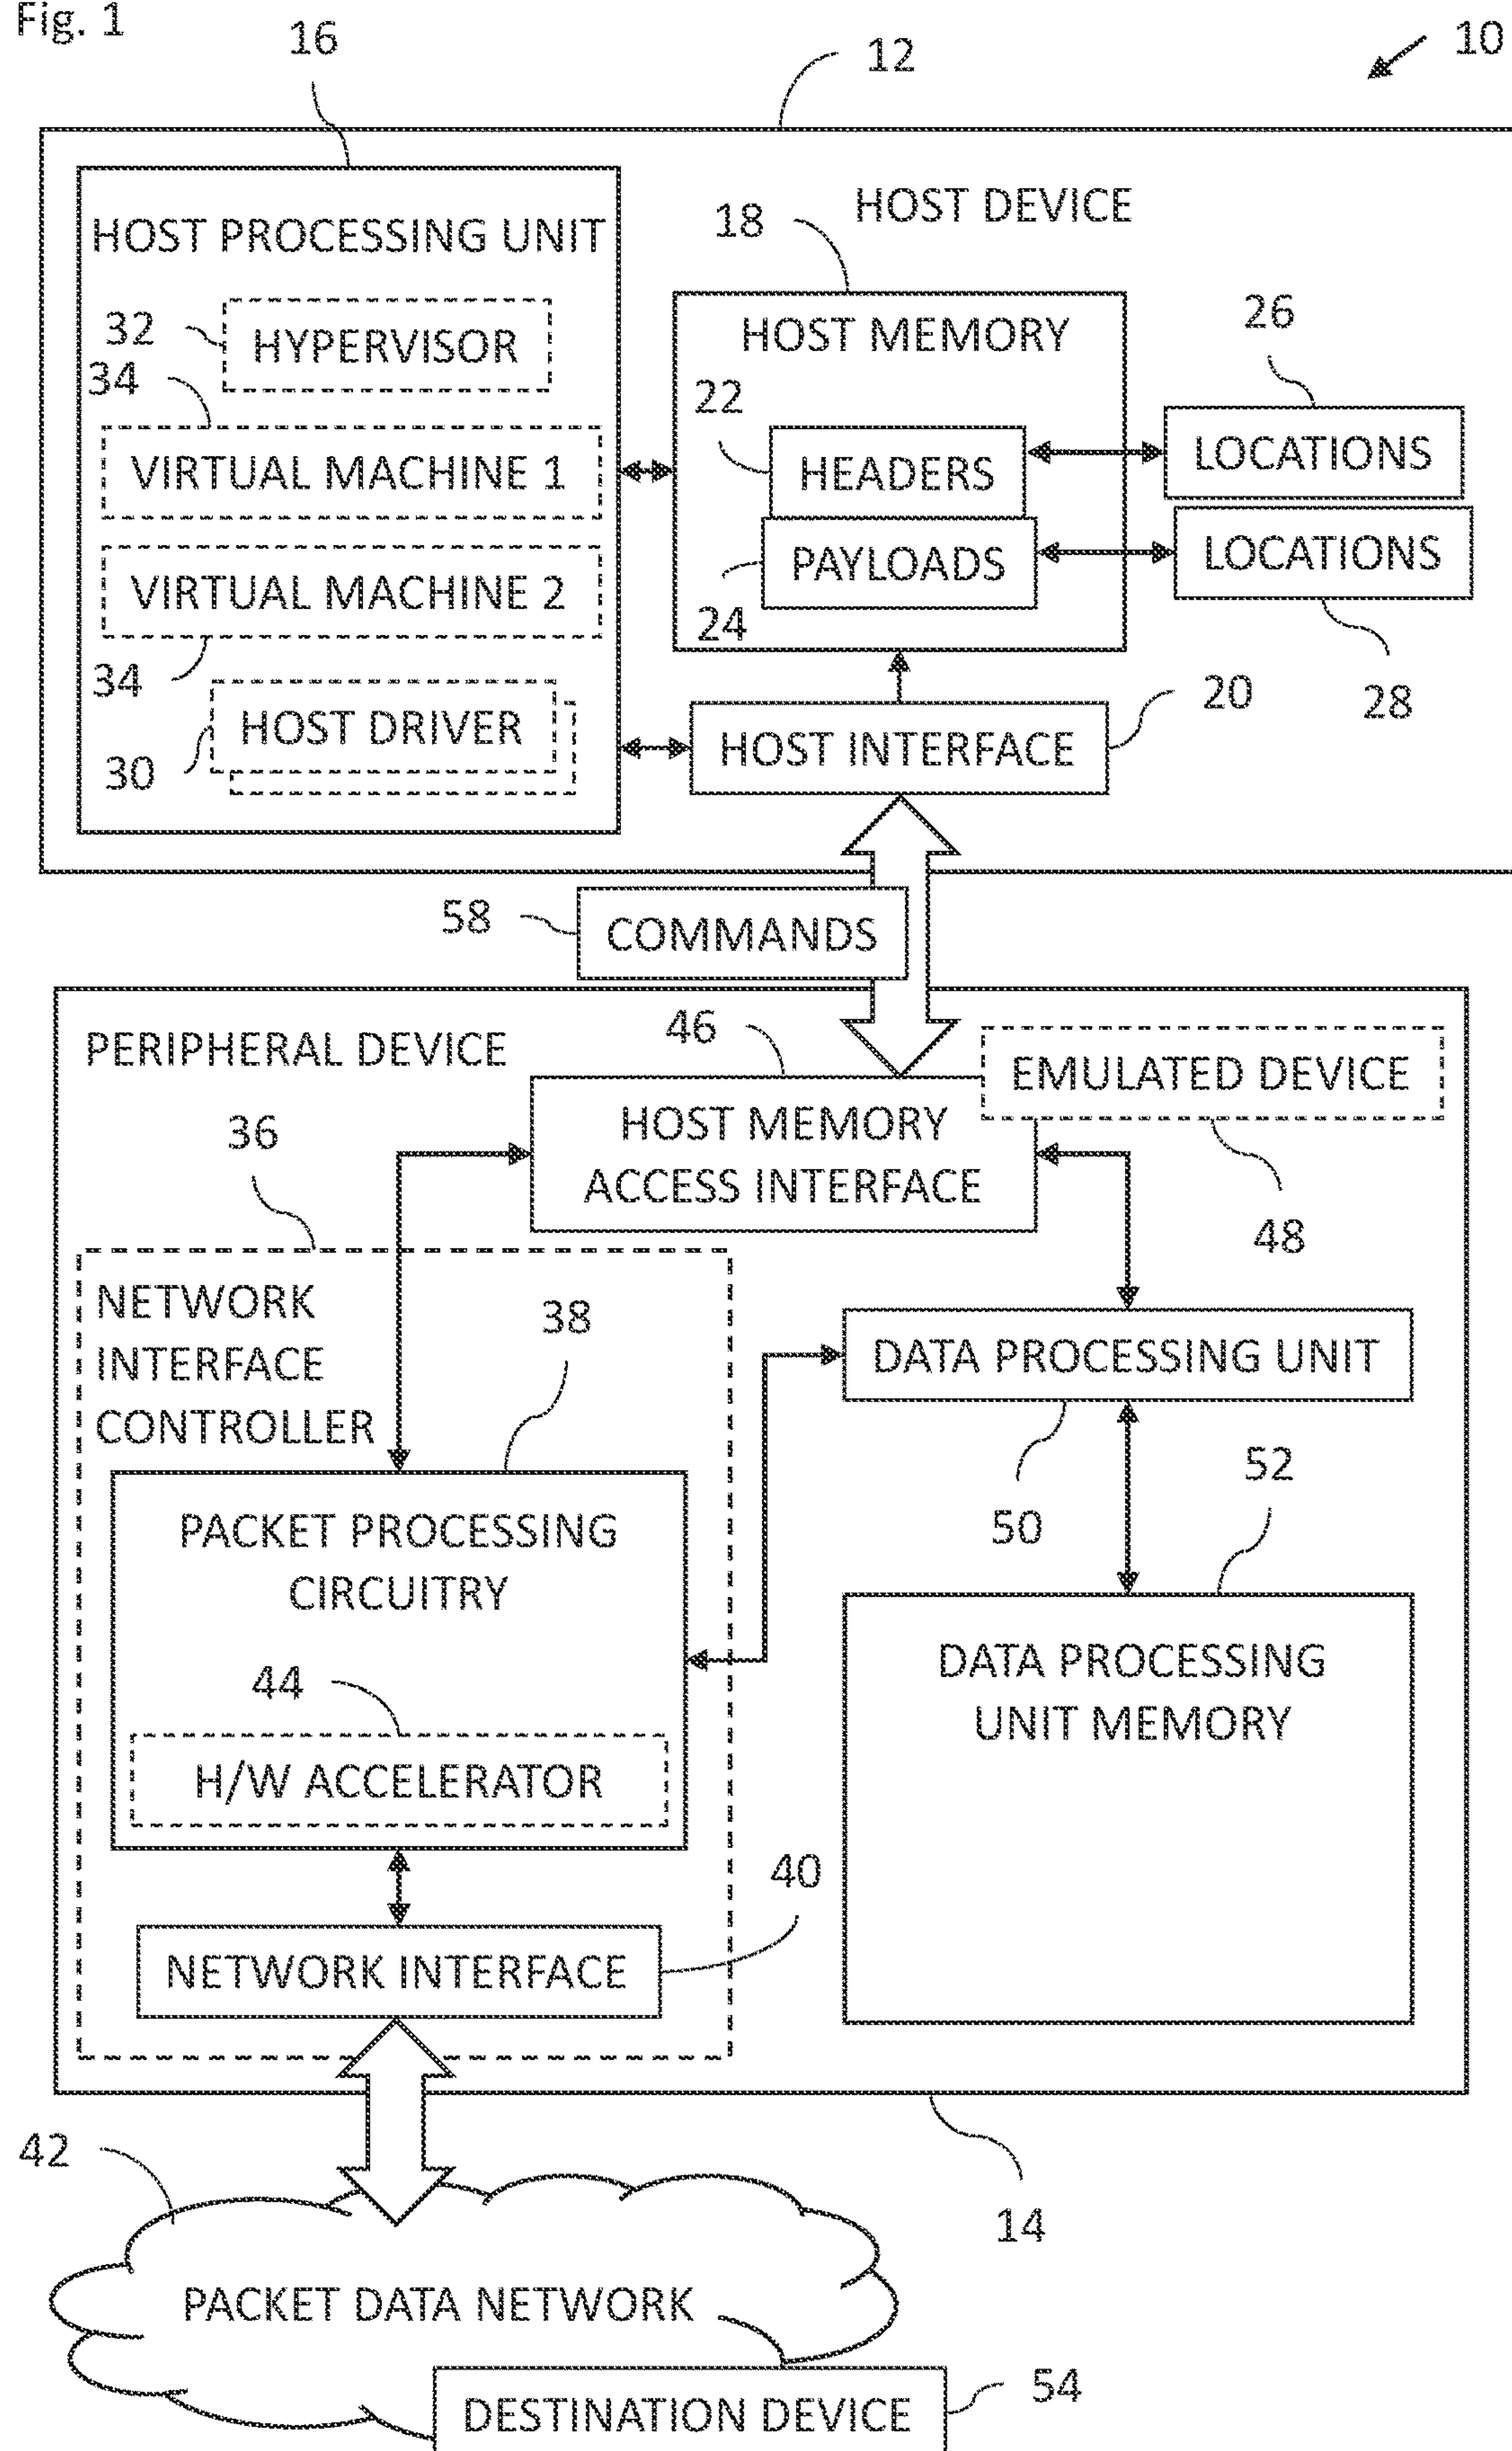 Fig. 1
16
12
10
HOST PROCESSING UNIT
HOST DEVICE
18
32
HYPERVISOR
HOST MEMORY
26
34
22
VIRTUAL MACHINE 1
HEADERS
LOCATIONS
VIRTUAL MACHINE 2
PAYLOADS
LOCATIONS
24
34
28
HOST DRIVER
20
30
HOST INTERFACE
58
COMMANDS
PERIPHERAL DEVICE
46
EMULATED DEVICE
36
HOST MEMORY
ACCESS INTERFACE
48
NETWORK
INTERFACE
CONTROLLER
38
DATA PROCESSING UNIT
50
52
PACKET PROCESSING
CIRCUITRY
DATA PROCESSING
UNIT MEMORY
44
H/W ACCELERATOR
40
NETWORK INTERFACE
42
14
PACKET DATA NETWORK
54
DESTINATION DEVICE